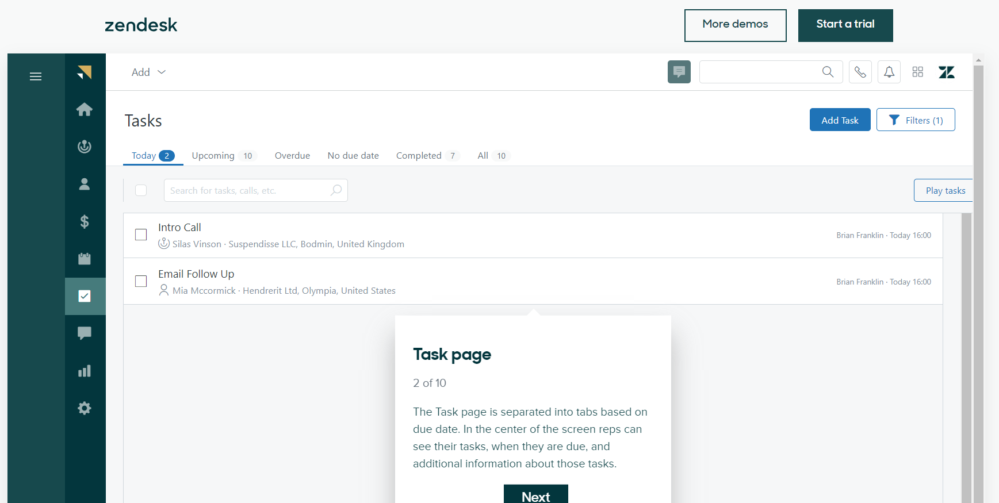 zendesk
More demos
Start a trial
Add
Tasks
Add Task
Filters (1)
Today 2
Upcoming 10
Overdue
No due date
Completed 7
All 10
Search for tasks, calls, etc.
Play tasks
Intro Call
Silas Vinson · Suspendisse LLC, Bodmin, United Kingdom
Brian Franklin · Today 16:00
Email Follow Up
Mia Mccormick · Hendrerit Ltd, Olympia, United States
Brian Franklin · Today 16:00
Task page
2 of 10
The Task page is separated into tabs based on
due date. In the center of the screen reps can
see their tasks, when they are due, and
additional information about those tasks.
Next